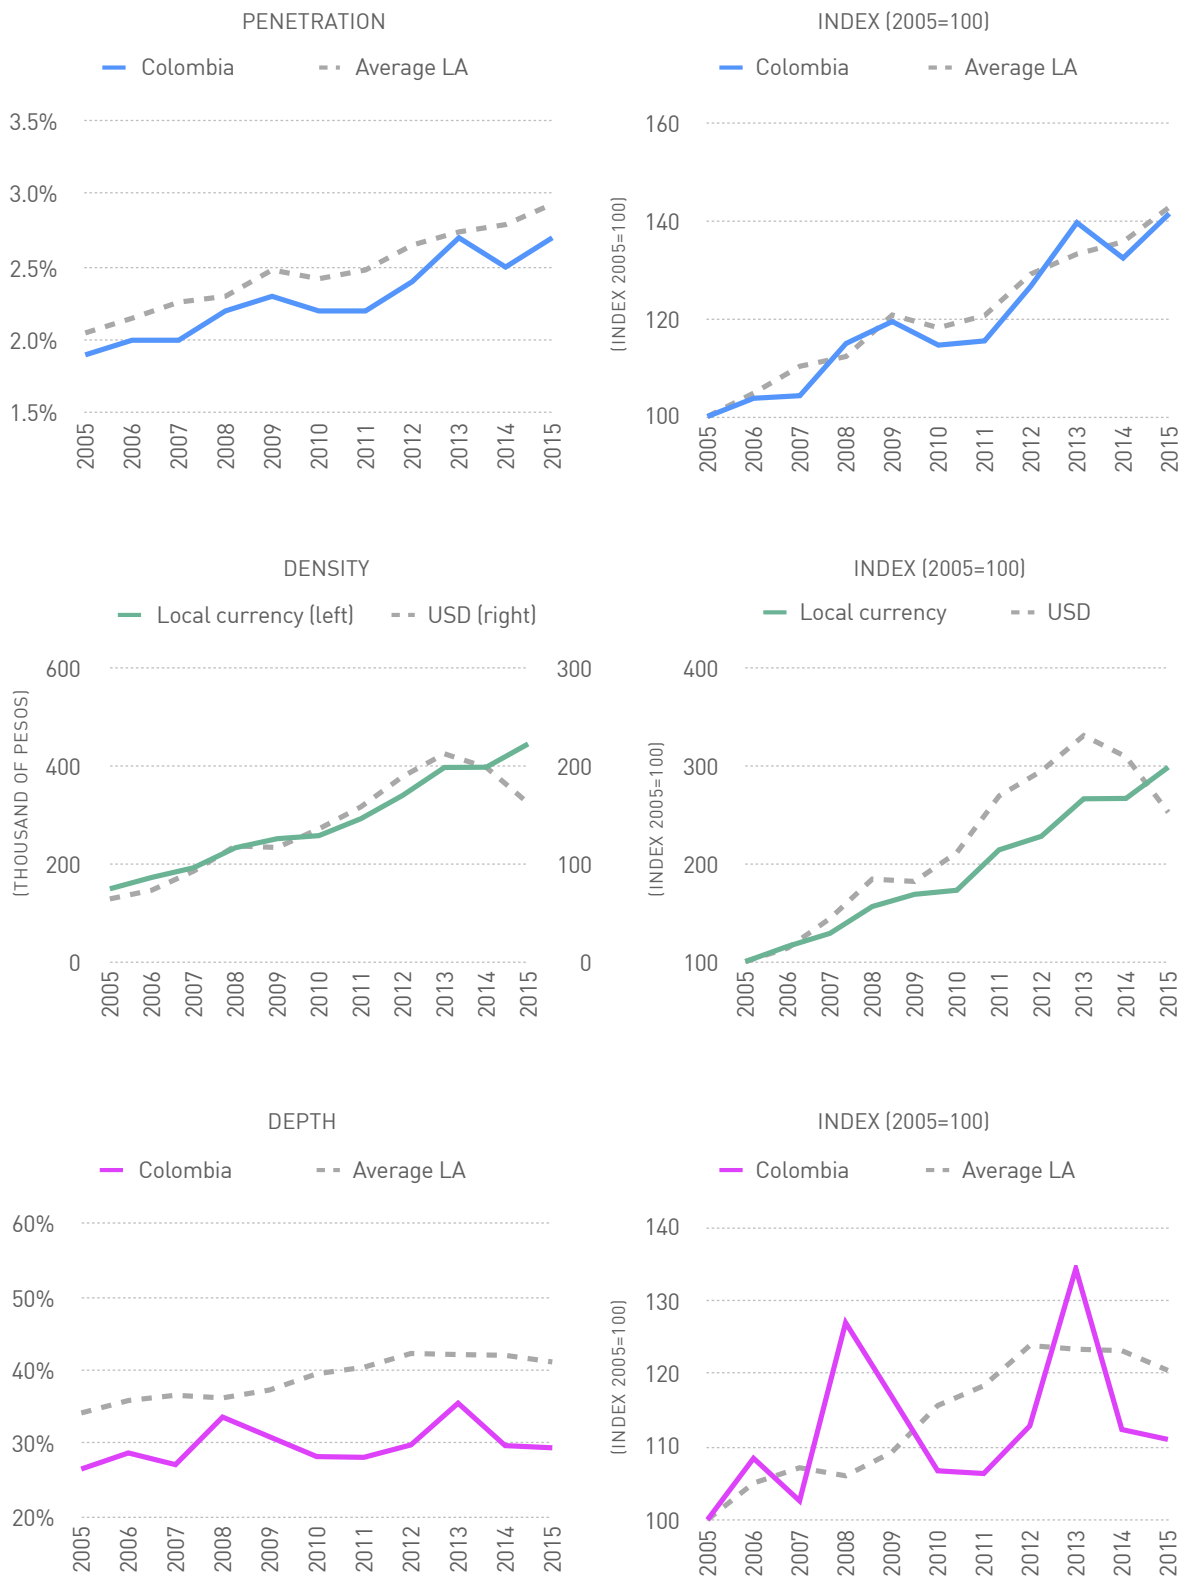 PENETRATION
Colombia
Average LA
3.5%
3.0%
2.5%
2.0%
1.5%
2005 2006 2007 2008 2009 2010 2011 2012 2013 2014 2015
INDEX (2005=100)
Colombia
Average LA
(INDEX 2005=100)
160
140
120
100
2005 2006 2007 2008 2009 2010 2011 2012 2013 2014 2015
DENSITY
Local currency (left)
USD (right)
(THOUSAND OF PESOS)
600
400
200
0
300
200
100
0
2005 2006 2007 2008 2009 2010 2011 2012 2013 2014 2015
INDEX (2005=100)
Local currency
USD
(INDEX 2005=100)
400
300
200
100
2005 2006 2007 2008 2009 2010 2011 2012 2013 2014 2015
DEPTH
Colombia
Average LA
60%
50%
40%
30%
20%
2005 2006 2007 2008 2009 2010 2011 2012 2013 2014 2015
INDEX (2005=100)
Colombia
Average LA
(INDEX 2005=100)
140
130
120
110
100
2005 2006 2007 2008 2009 2010 2011 2012 2013 2014 2015